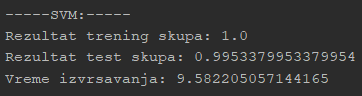 -----SVM:-----
Rezultat trening skupa: 1.0
Rezultat test skupa: 0.9953379953379954
Vreme izvrsavanja: 9.582205057144165